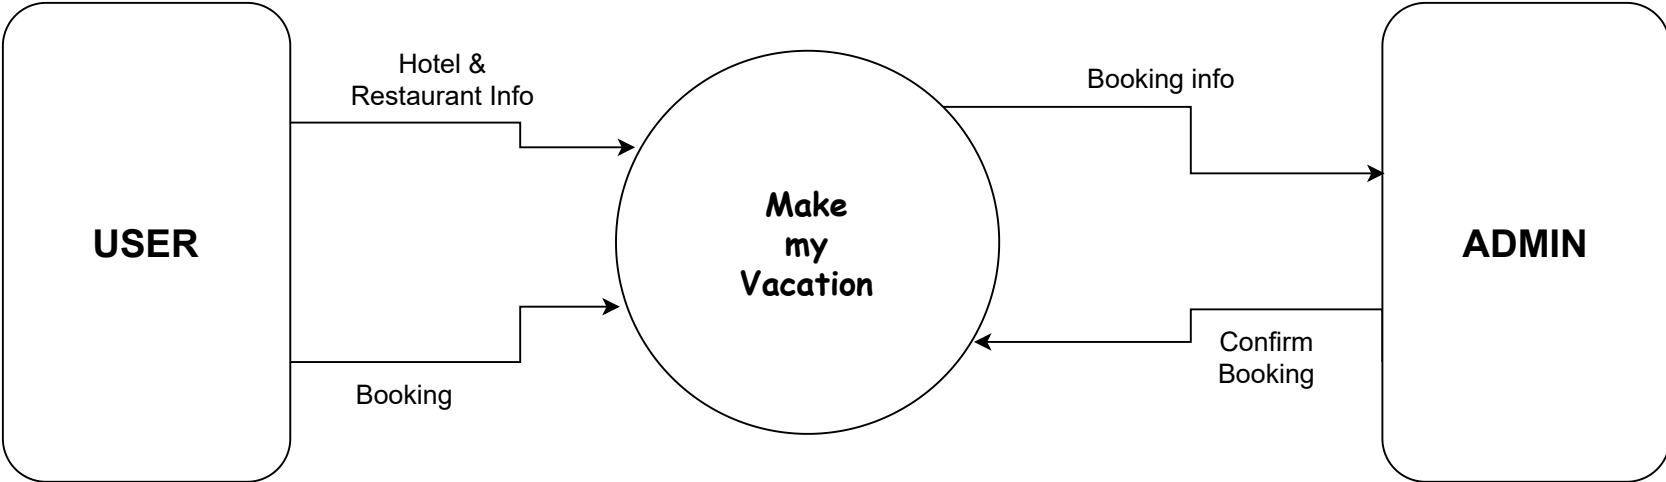 Hotel &
Restaurant Info
Booking info
USER
Make
my
Vacation
ADMIN
Booking
Confirm
Booking